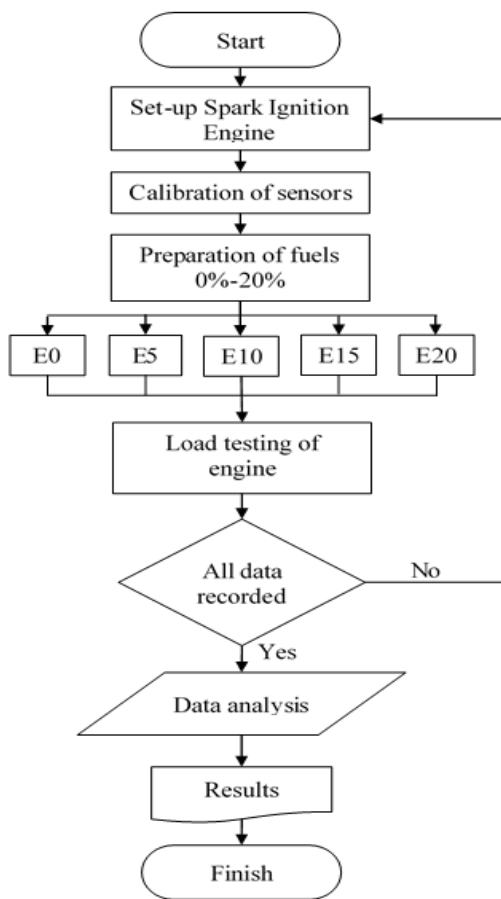 Start
Set-up Spark Ignition
Engine
Calibration of sensors
Preparation of fuels
0%-20%
E0 E5 E10 E15 E20
Load testing of
engine
All data
recorded
No
Yes
Data analysis
Results
Finish